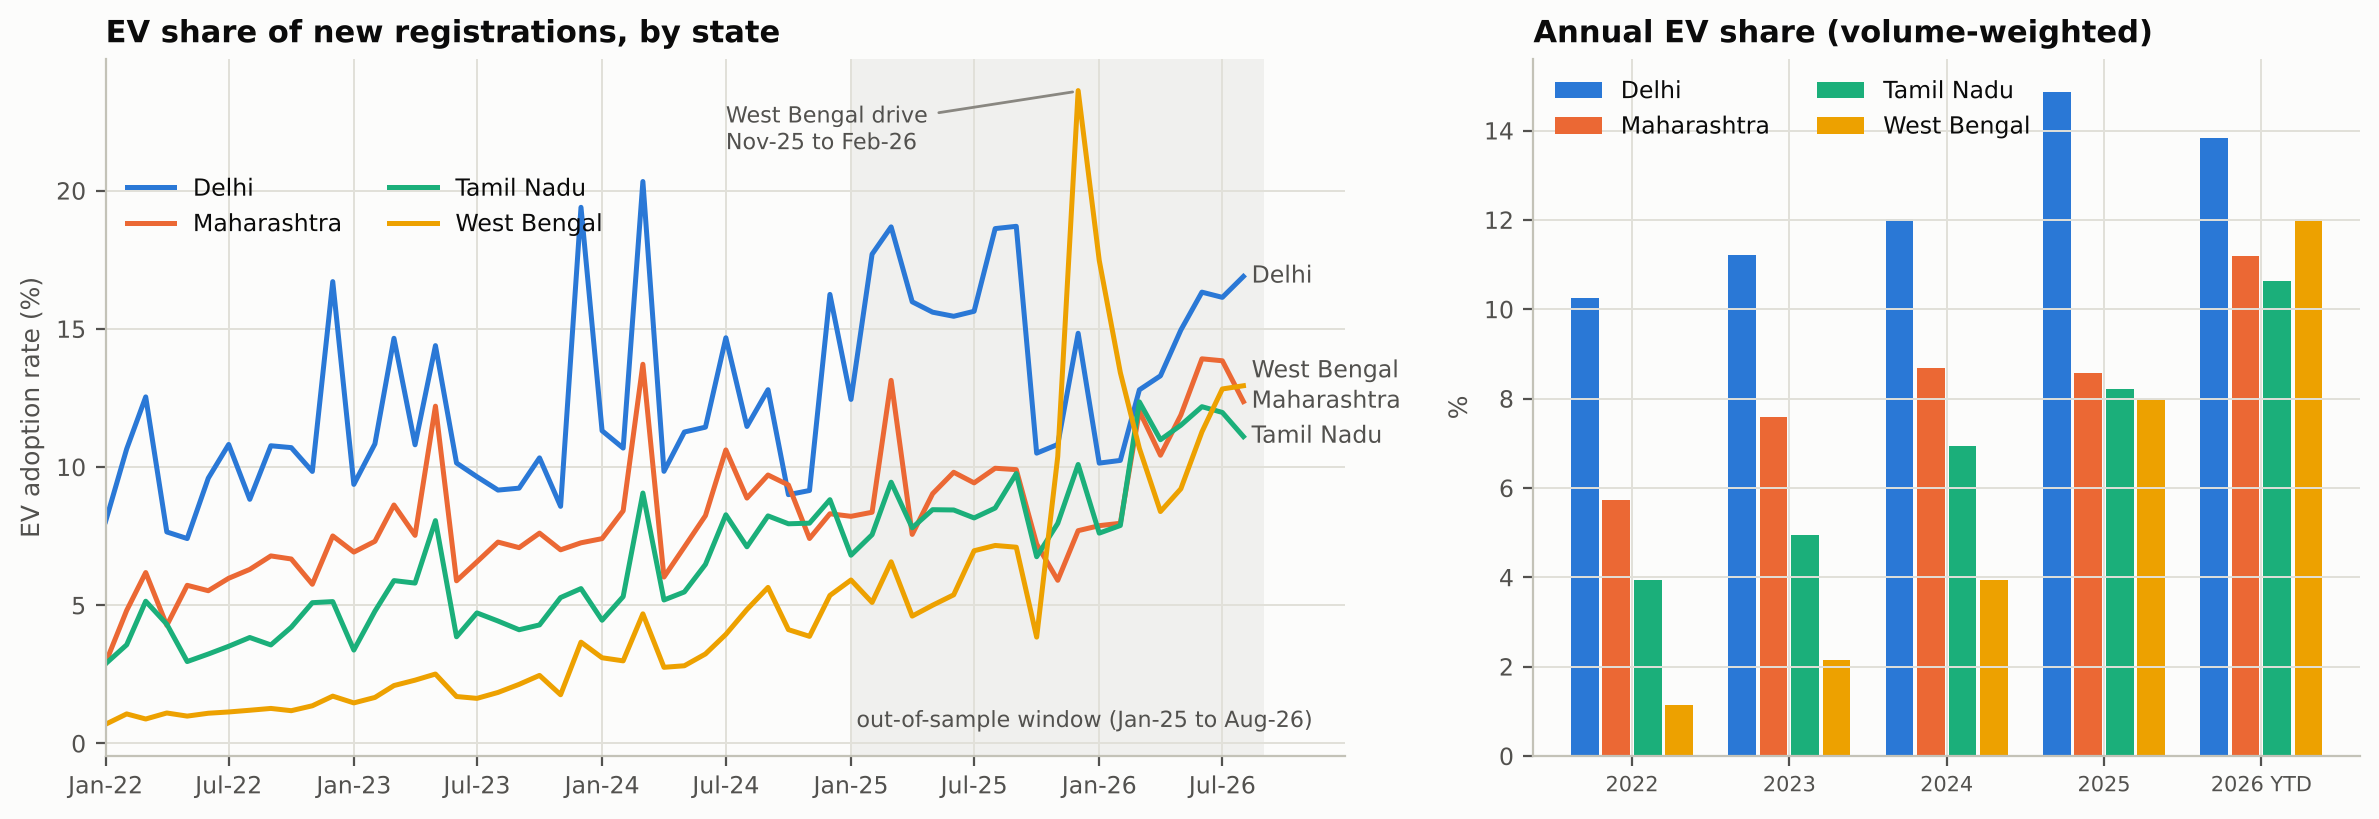 EV share of new registrations, by state
EV adoption rate (%)
20
15
10
5
0
Delhi
Maharashtra
Tamil Nadu
West Bengal
West Bengal drive
Nov-25 to Feb-26
Delhi
West Bengal
Maharashtra
Tamil Nadu
out-of-sample window (Jan-25 to Aug-26)
Jan-22 Jul-22 Jan-23 Jul-23 Jan-24 Jul-24 Jan-25 Jul-25 Jan-26 Jul-26
Annual EV share (volume-weighted)
%
14
12
10
8
6
4
2
0
Delhi
Maharashtra
Tamil Nadu
West Bengal
2022 2023 2024 2025 2026 YTD